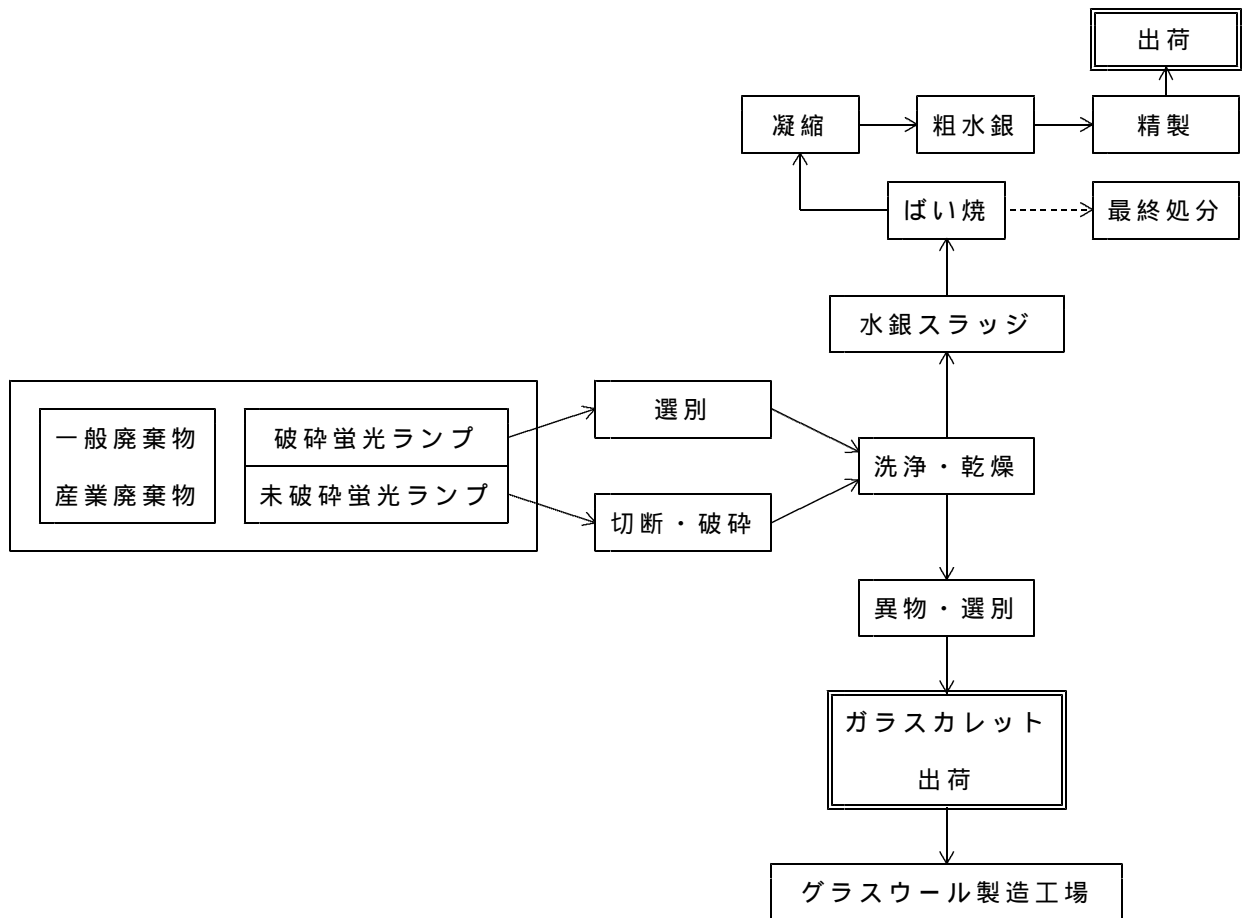 出荷
凝縮
粗水銀
精製
ばい焼
最終処分
水銀スラッジ
一般廃棄物
産業廃棄物
破砕蛍光ランプ
未破砕蛍光ランプ
選別
切断・破砕
洗浄・乾燥
異物・選別
ガラスカレット
出荷
グラスウール製造工場